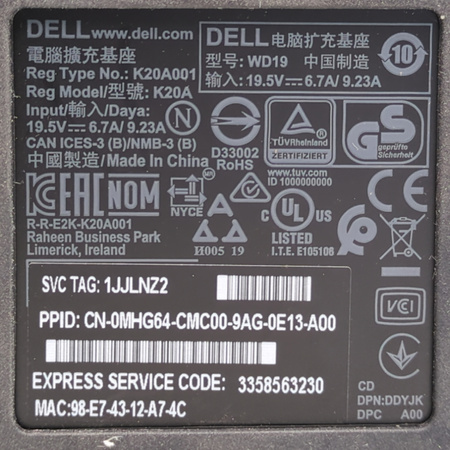 DELL www.dell.com
電腦擴充基座
Reg Type No.: K20A001
Reg Model/型號: K20A
Input/輸入/Daya:
19.5V⎓6.7A/9.23A
CAN ICES-3 (B)/NMB-3 (B)
中國製造/Made In China
DELL 电脑扩充基座
型号: WD19 中国制造
输入: 19.5V⎓6.7A/9.23A
10
N
D33002
RoHS
TÜVRheinland
ZERTIFIZIERT
www.tuv.com
ID 1000000000
GS
geprüfte
Sicherheit
EAC NOM
NYCE
R-R-E2K-K20A001
Raheen Business Park
Limerick, Ireland
И005 19
c UL US
LISTED
I.T.E. E105106
CE
VCI
SVC TAG: 1JJLNZ2
PPID: CN-0MHG64-CMC00-9AG-0E13-A00
EXPRESS SERVICE CODE: 3358563230
MAC:98-E7-43-12-A7-4C
CD
DPN:DDYJK
DPC A00